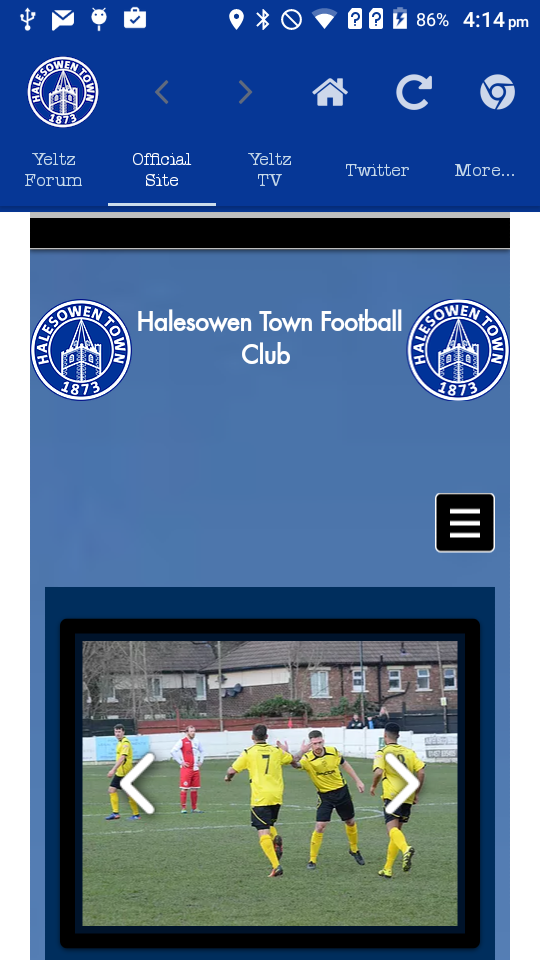 86% 4:14 pm
HALESOWEN TOWN
1873
Yeltz Forum
Official Site
Yeltz TV
Twitter
More...
HALESOWEN TOWN
1873
Halesowen Town Football
Club
HALESOWEN TOWN
1873
7